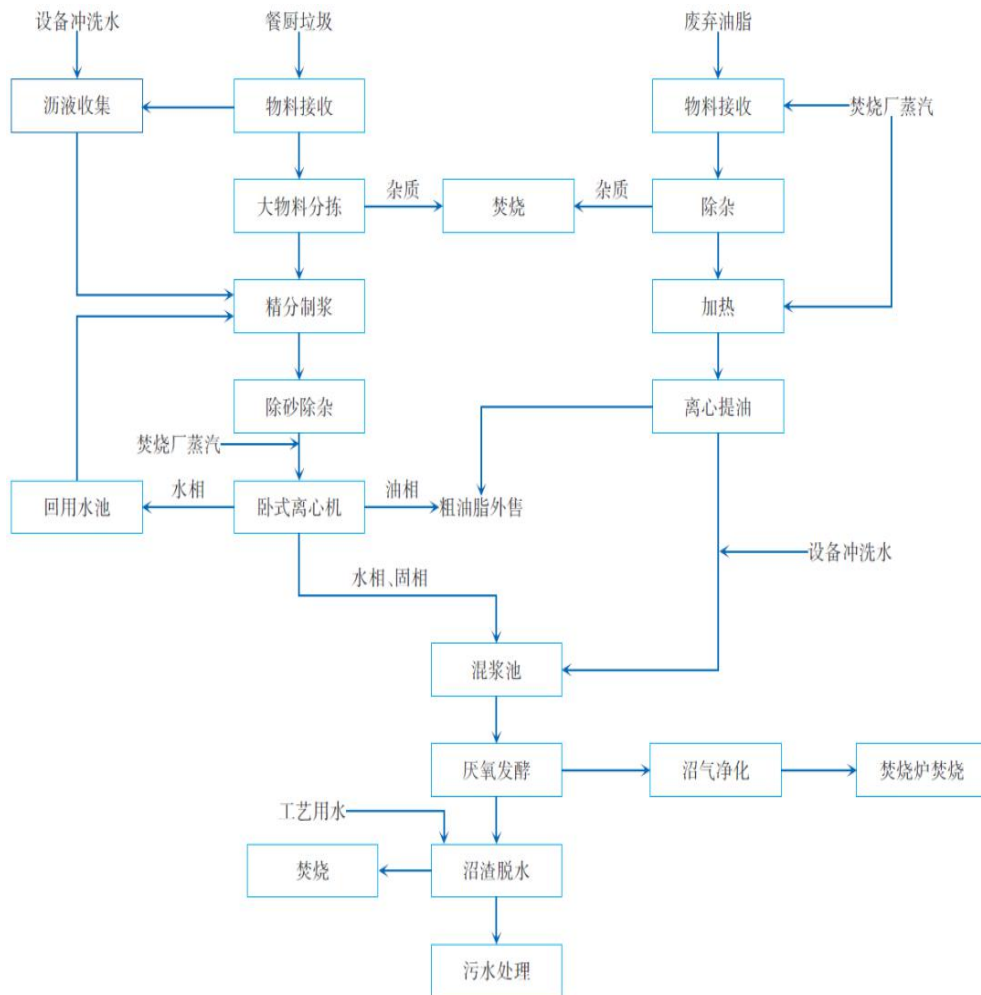 设备冲洗水
餐厨垃圾
废弃油脂
沥液收集
物料接收
物料接收
焚烧厂蒸汽
大物料分拣
杂质
焚烧
杂质
除杂
精分制浆
加热
除砂除杂
离心提油
焚烧厂蒸汽
回用水池
水相
卧式离心机
油相
粗油脂外售
设备冲洗水
水相、固相
混浆池
厌氧发酵
沼气净化
焚烧炉焚烧
工艺用水
焚烧
沼渣脱水
污水处理